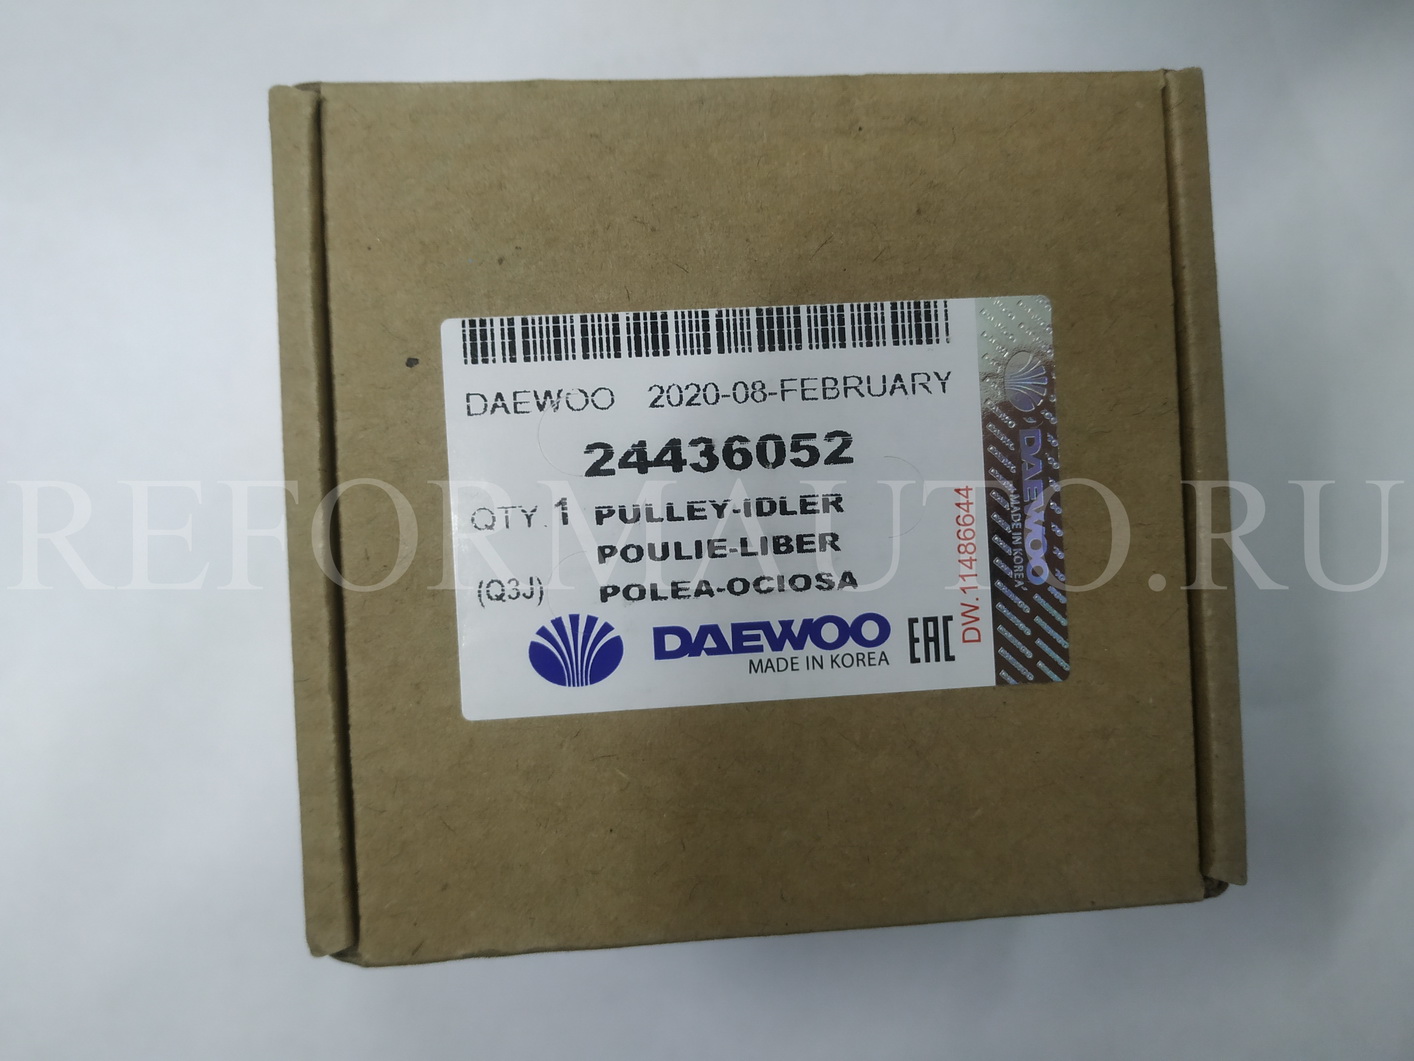 DAEWOO 2020-08-FEBRUARY
24436052
QTY. 1 PULLEY-IDLER
POULIE-LIBER
(Q3J) POLEA-OCIOSA
DAEWOO
MADE IN KOREA
EAC
DW.11486644
DAEWOO
MADE IN KOREA
REFORMAUTO.RU